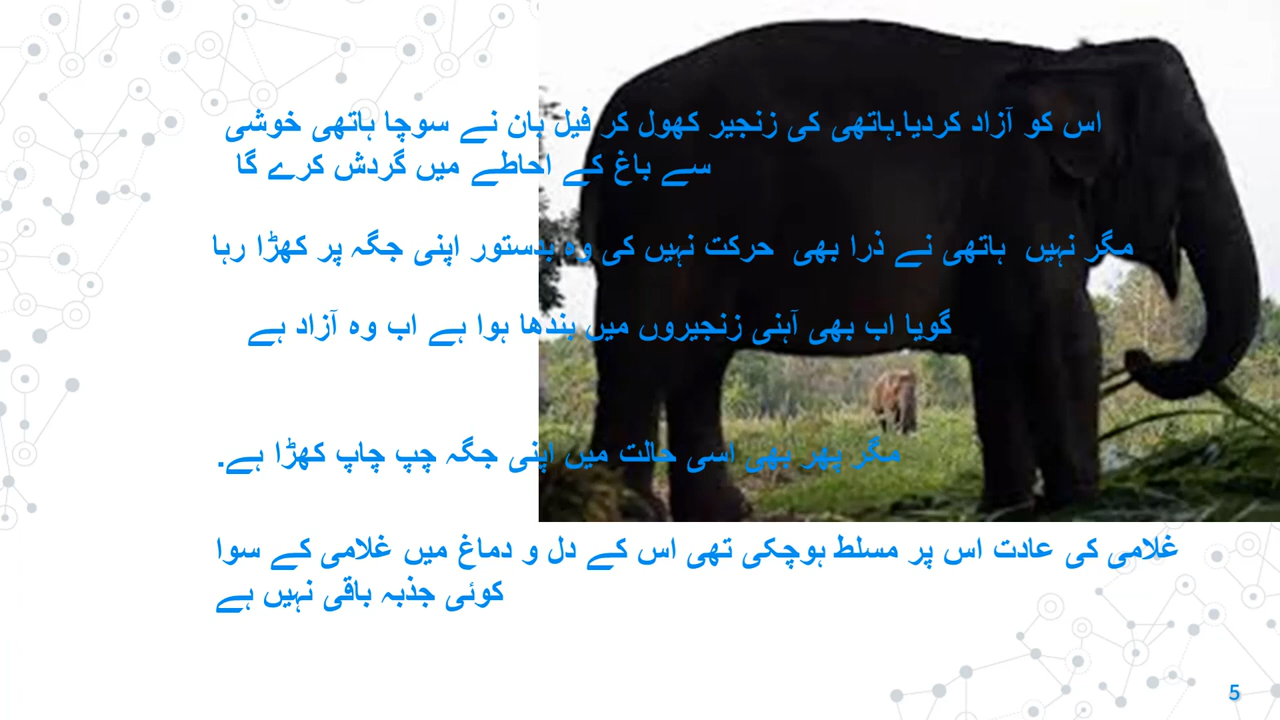 اس کو آزاد کردیا.ہاتھی کی زنجیر کھول کر فیل بان نے سوچا ہاتھی خوشی
سے باغ کے احاطے میں گردش کرے گا
مگر نہیں ہاتھی نے ذرا بھی حرکت نہیں کی وہ بدستور اپنی جگہ پر کھڑا رہا
گویا اب بھی آہنی زنجیروں میں بندھا ہوا ہے اب وہ آزاد ہے
مگر پھر بھی اسی حالت میں اپنی جگہ چپ چاپ کھڑا ہے.
غلامی کی عادت اس پر مسلط ہوچکی تھی اس کے دل و دماغ میں غلامی کے سوا
کوئی جذبہ باقی نہیں ہے
5